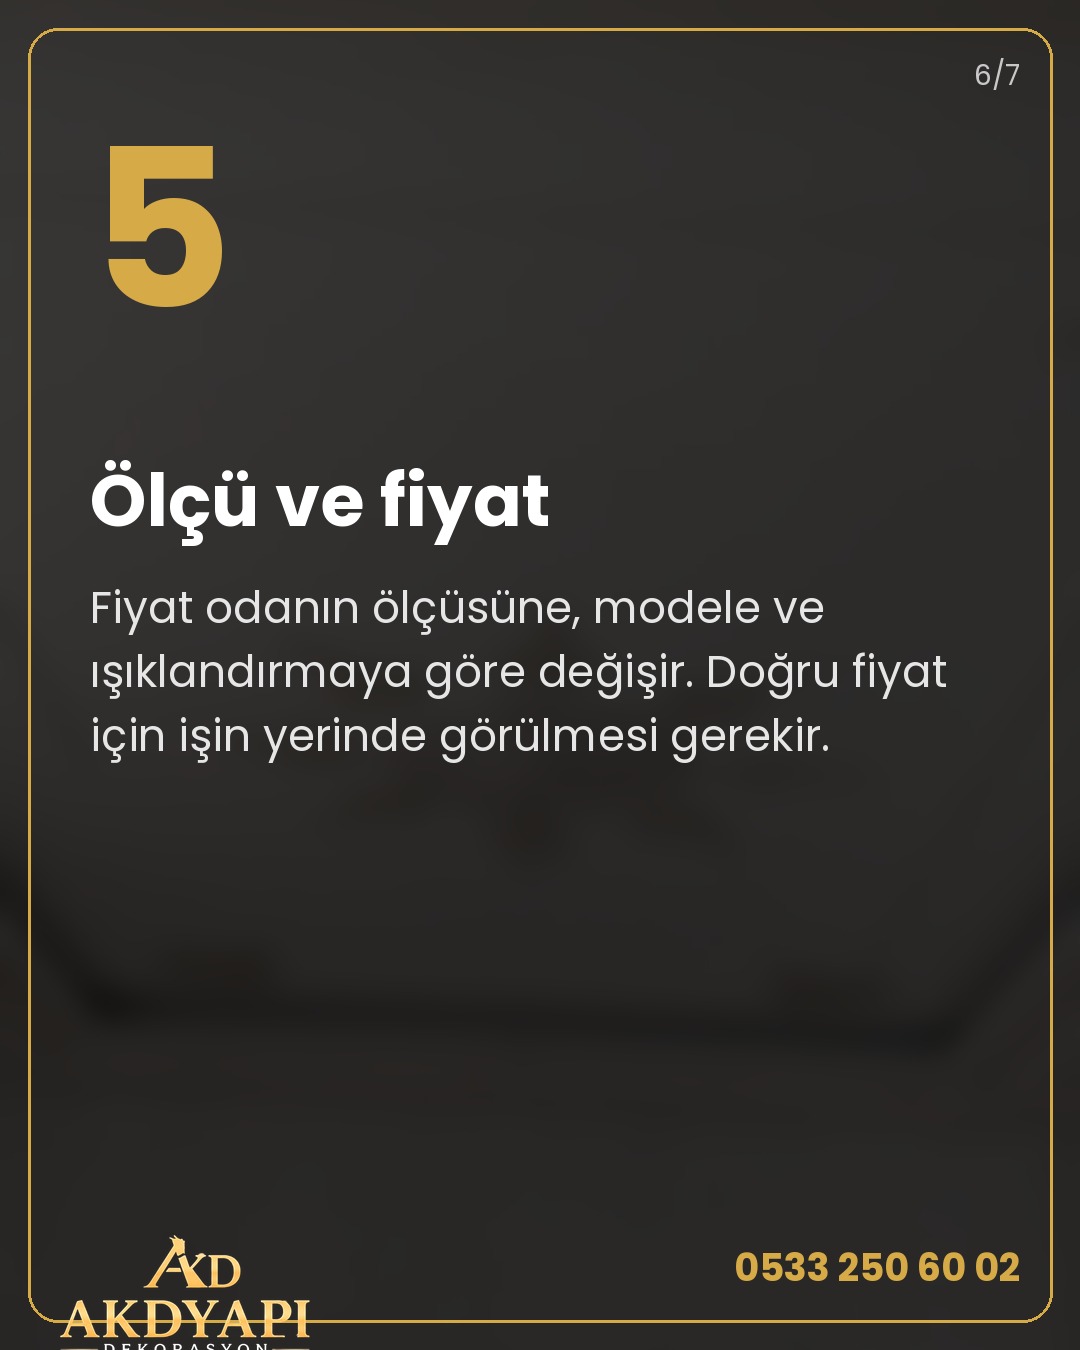 6/7
5
Ölçü ve fiyat
Fiyat odanın ölçüsüne, modele ve
ışıklandırmaya göre değişir. Doğru fiyat
için işin yerinde görülmesi gerekir.
0533 250 60 02
AKD
AKDYAPI
DEKORASYON